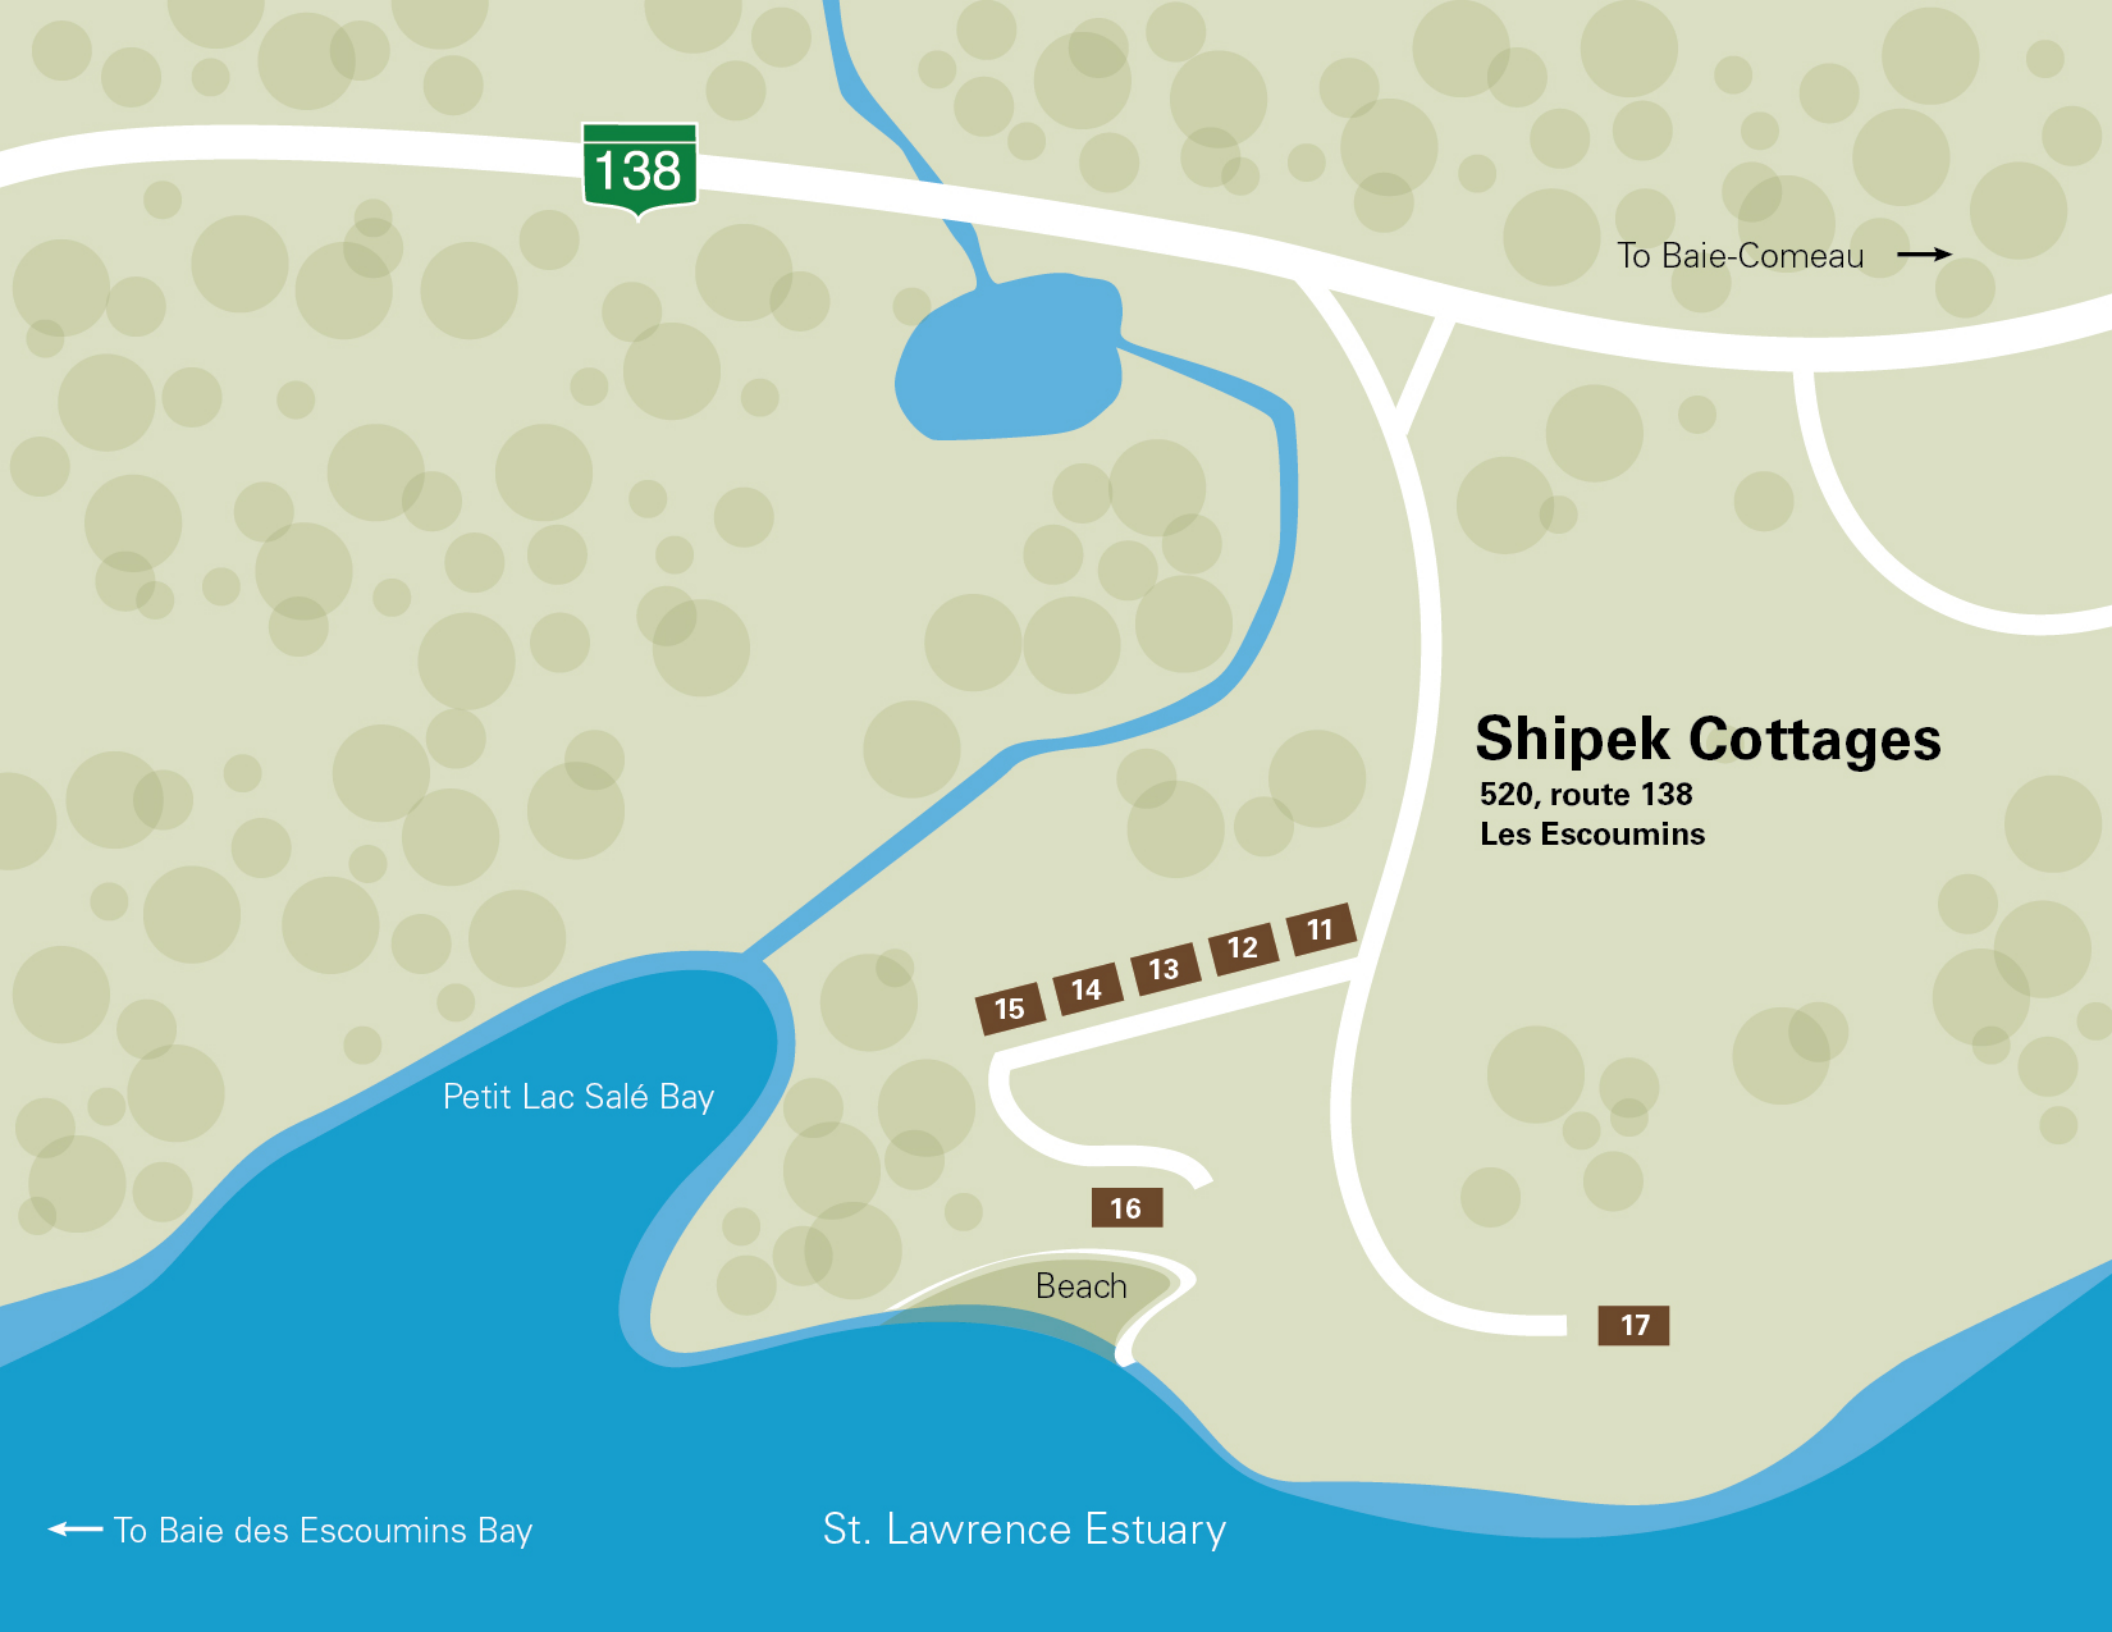 138
To Baie-Comeau
Shipek Cottages
520, route 138
Les Escoumins
11
12
13
14
15
Petit Lac Salé Bay
16
Beach
17
To Baie des Escoumins Bay
St. Lawrence Estuary